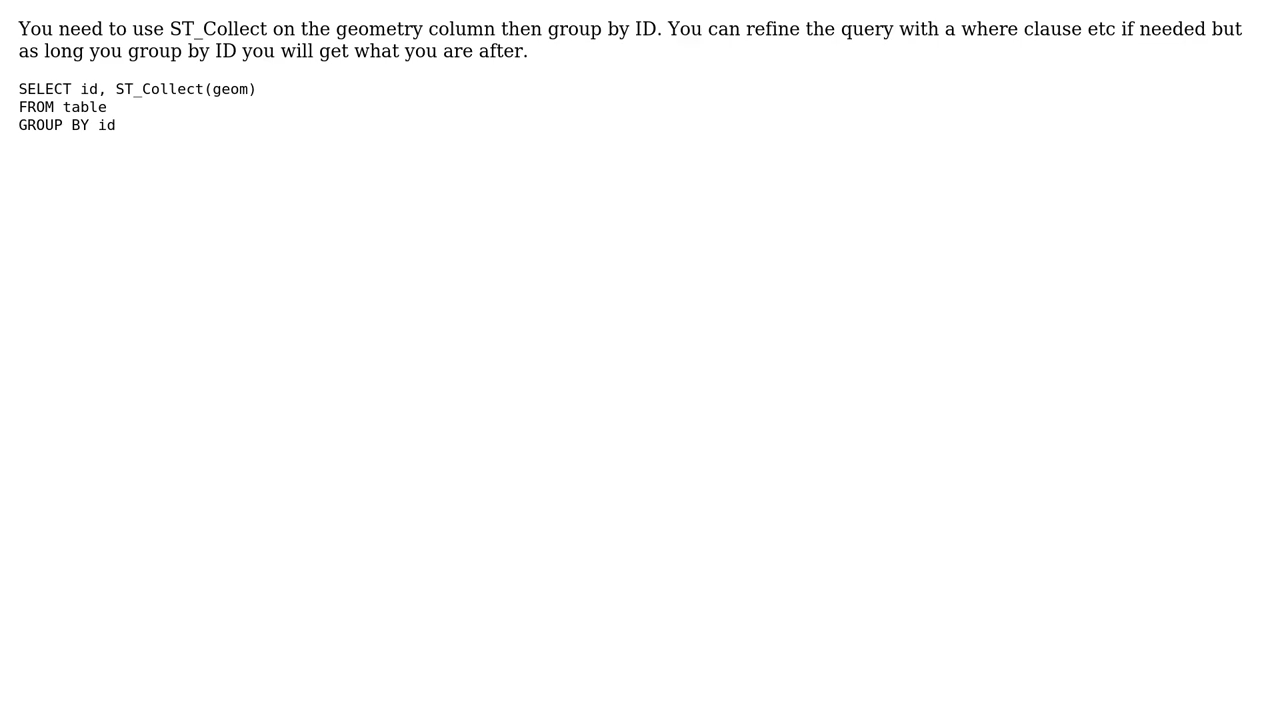 You need to use ST_Collect on the geometry column then group by ID. You can refine the query with a where clause etc if needed but
as long you group by ID you will get what you are after.
SELECT id, ST_Collect(geom)
FROM table
GROUP BY id